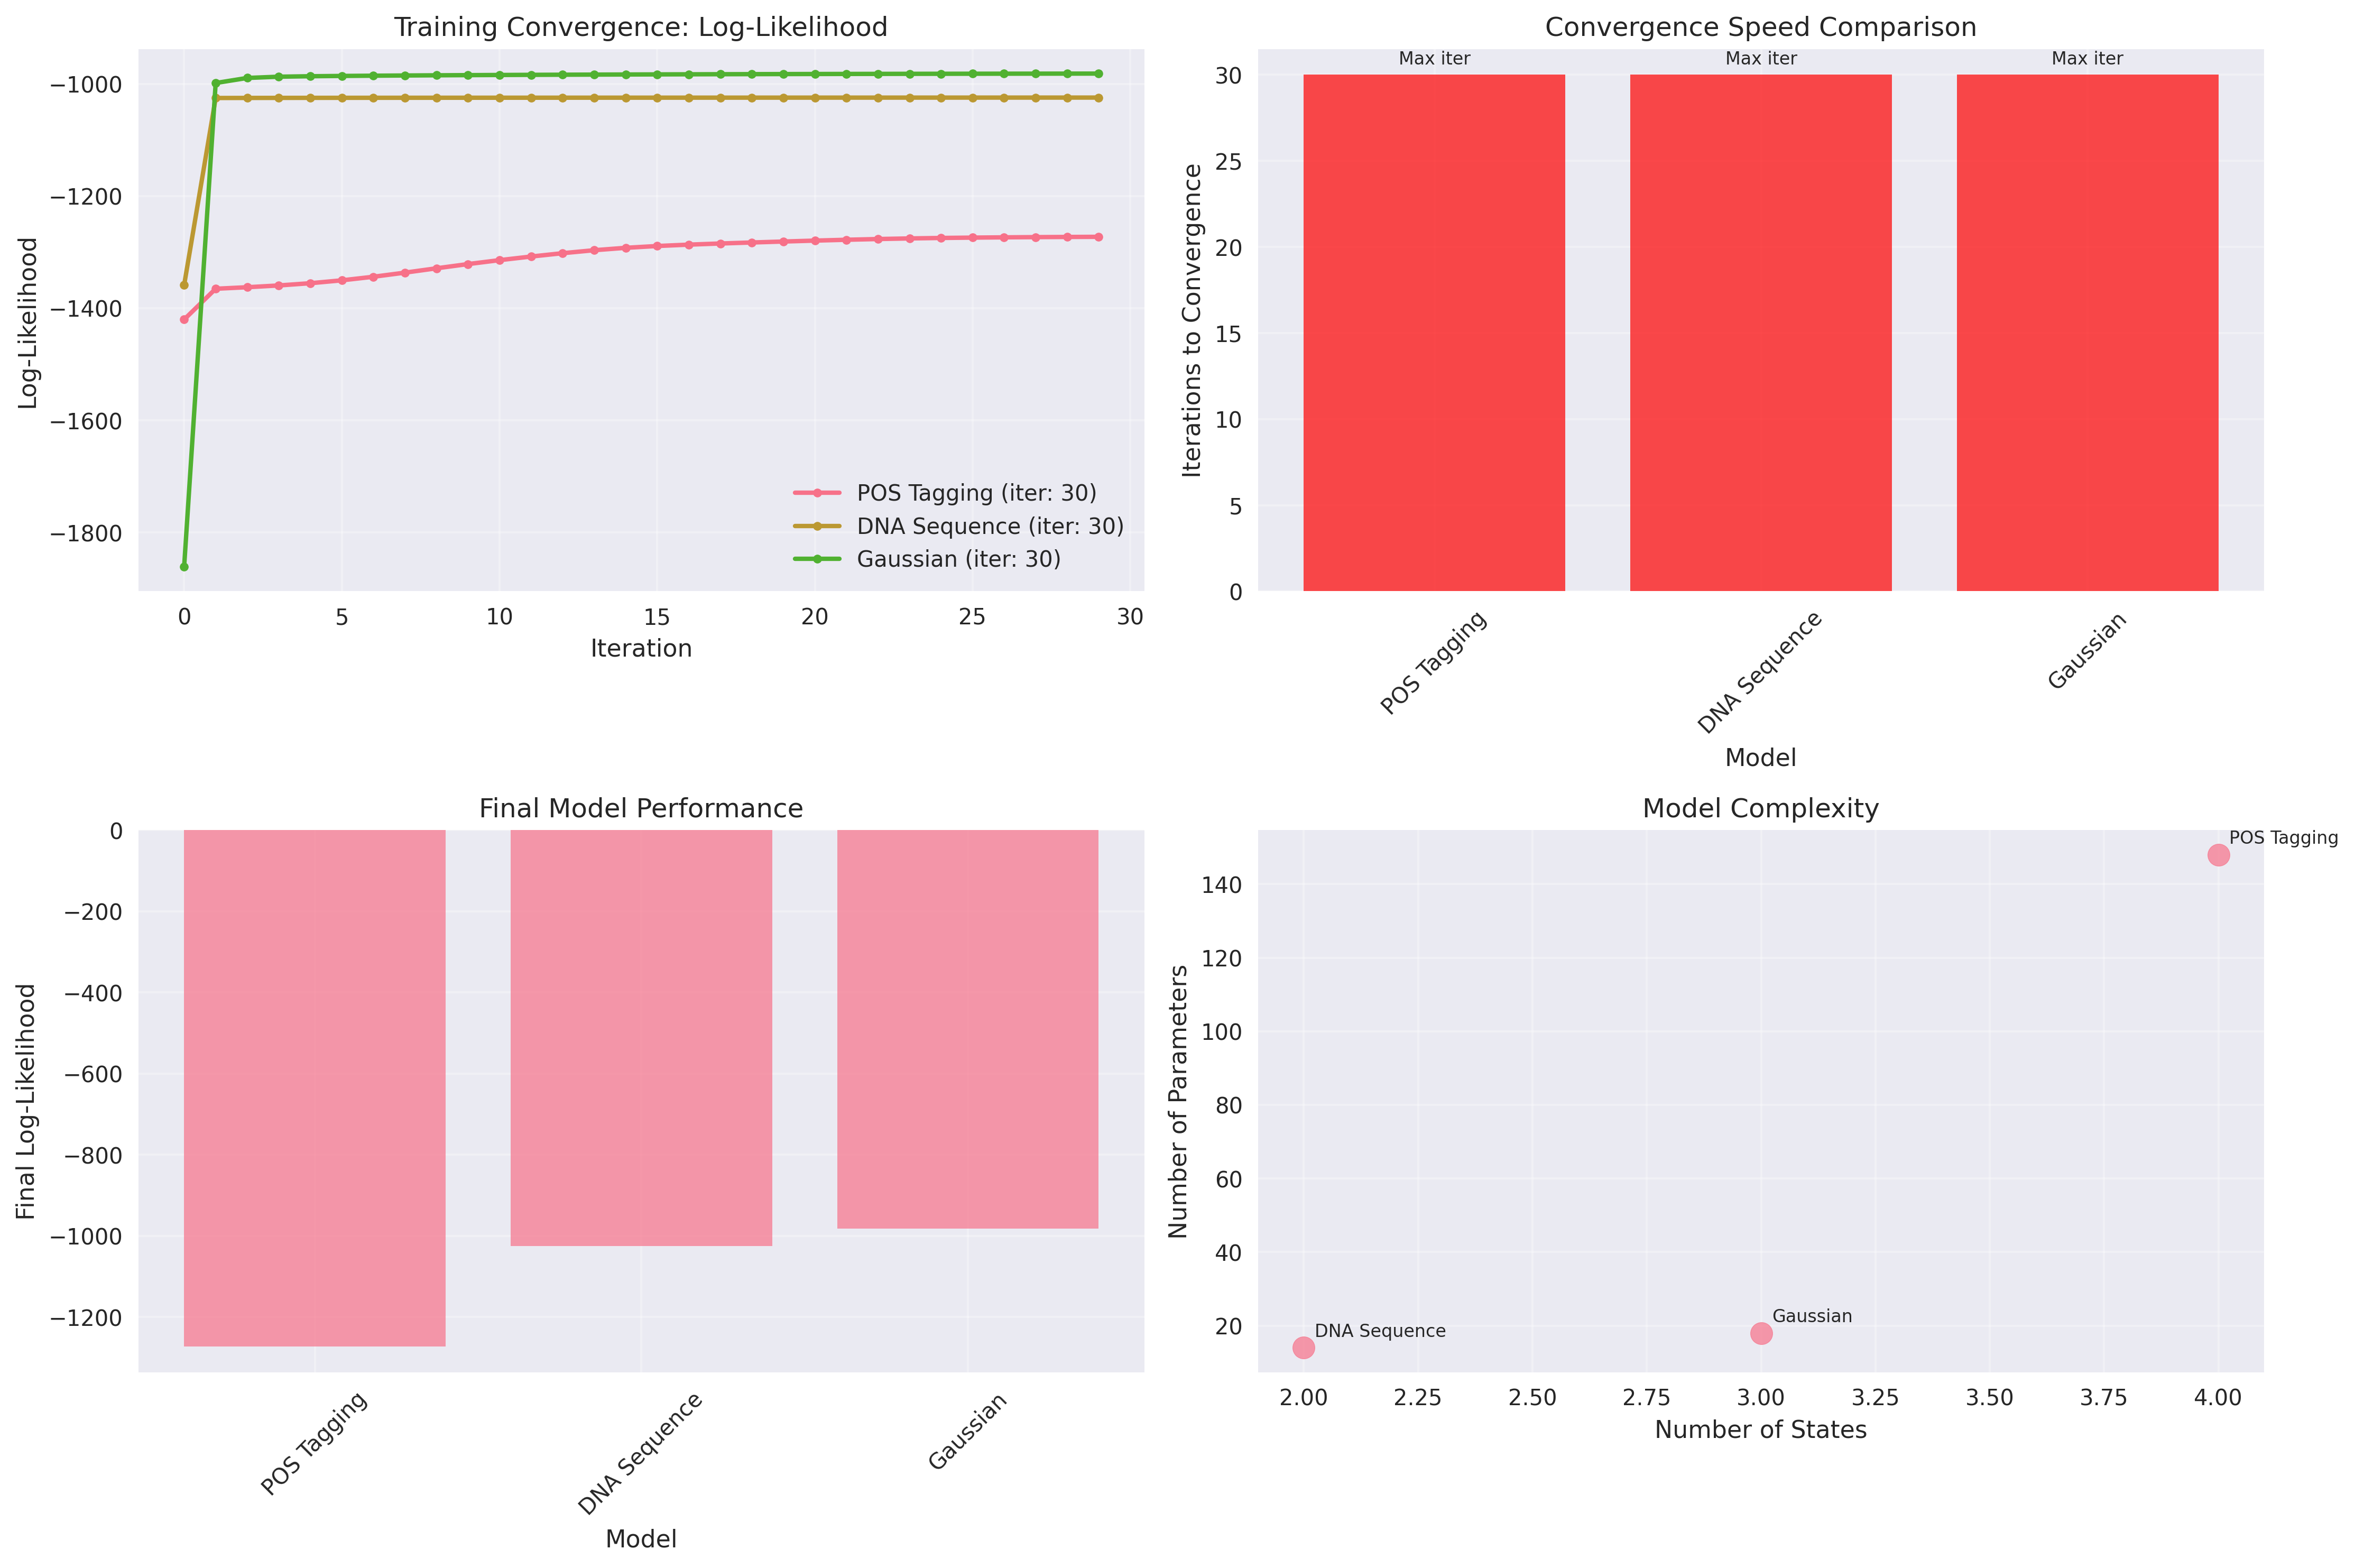 Training Convergence: Log-Likelihood
Log-Likelihood
−1000
−1200
−1400
−1600
−1800
POS Tagging (iter: 30)
DNA Sequence (iter: 30)
Gaussian (iter: 30)
0 5 10 15 20 25 30
Iteration
Convergence Speed Comparison
Iterations to Convergence
30
25
20
15
10
5
0
Max iter Max iter Max iter
POS Tagging DNA Sequence Gaussian
Model
Final Model Performance
Final Log-Likelihood
0
−200
−400
−600
−800
−1000
−1200
POS Tagging DNA Sequence Gaussian
Model
Model Complexity
Number of Parameters
140
120
100
80
60
40
20
POS Tagging
Gaussian
DNA Sequence
2.00 2.25 2.50 2.75 3.00 3.25 3.50 3.75 4.00
Number of States